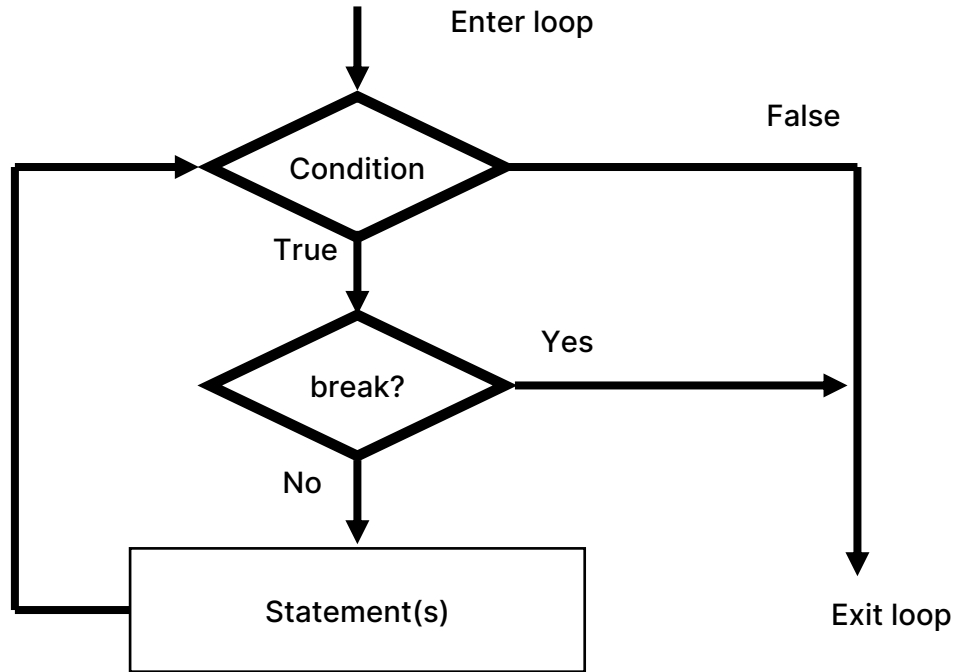 Enter loop
False
Condition
True
Yes
break?
No
Statement(s)
Exit loop